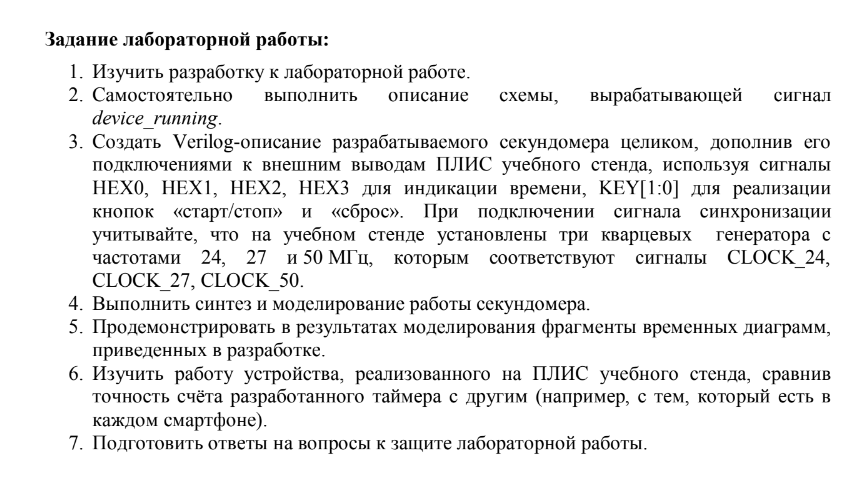 Задание лабораторной работы:
1. Изучить разработку к лабораторной работе.
2. Самостоятельно выполнить описание схемы, вырабатывающей сигнал
device_running.
3. Создать Verilog-описание разрабатываемого секундомера целиком, дополнив его
подключениями к внешним выводам ПЛИС учебного стенда, используя сигналы
HEX0, HEX1, HEX2, HEX3 для индикации времени, KEY[1:0] для реализации
кнопок «старт/стоп» и «сброс». При подключении сигнала синхронизации
учитывайте, что на учебном стенде установлены три кварцевых генератора с
частотами 24, 27 и 50 МГц, которым соответствуют сигналы CLOCK_24,
CLOCK_27, CLOCK_50.
4. Выполнить синтез и моделирование работы секундомера.
5. Продемонстрировать в результатах моделирования фрагменты временных диаграмм,
приведенных в разработке.
6. Изучить работу устройства, реализованного на ПЛИС учебного стенда, сравнив
точность счёта разработанного таймера с другим (например, с тем, который есть в
каждом смартфоне).
7. Подготовить ответы на вопросы к защите лабораторной работы.